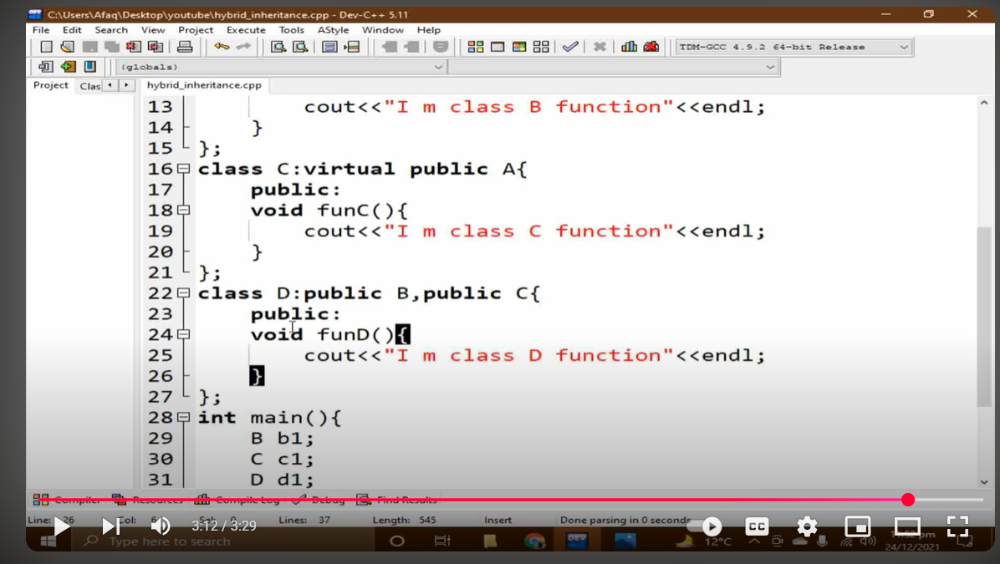 C:\Users\Afaq\Desktop\youtube\hybrid_inheritance.cpp - Dev-C++ 5.11
File Edit Search View Project Execute Tools AStyle Window Help
TDM-GCC 4.9.2 64-bit Release
(globals)
Project Clas hybrid_inheritance.cpp
13 cout<<"I m class B function"<<endl;
14 }
15 };
16 class C:virtual public A{
17 public:
18 void funC(){
19 cout<<"I m class C function"<<endl;
20 }
21 };
22 class D:public B,public C{
23 public:
24 void funD(){
25 cout<<"I m class D function"<<endl;
26 }
27 };
28 int main(){
29 B b1;
30 C c1;
31 D d1;
Compiler Resources Compile Log Debug Find Results
Line: 26 Col: 6 Sel: 0 Lines: 37 Length: 545 Insert Done parsing in 0 seconds
3:12 / 3:29 CC
Type here to search DEV 12°C
24/12/2021